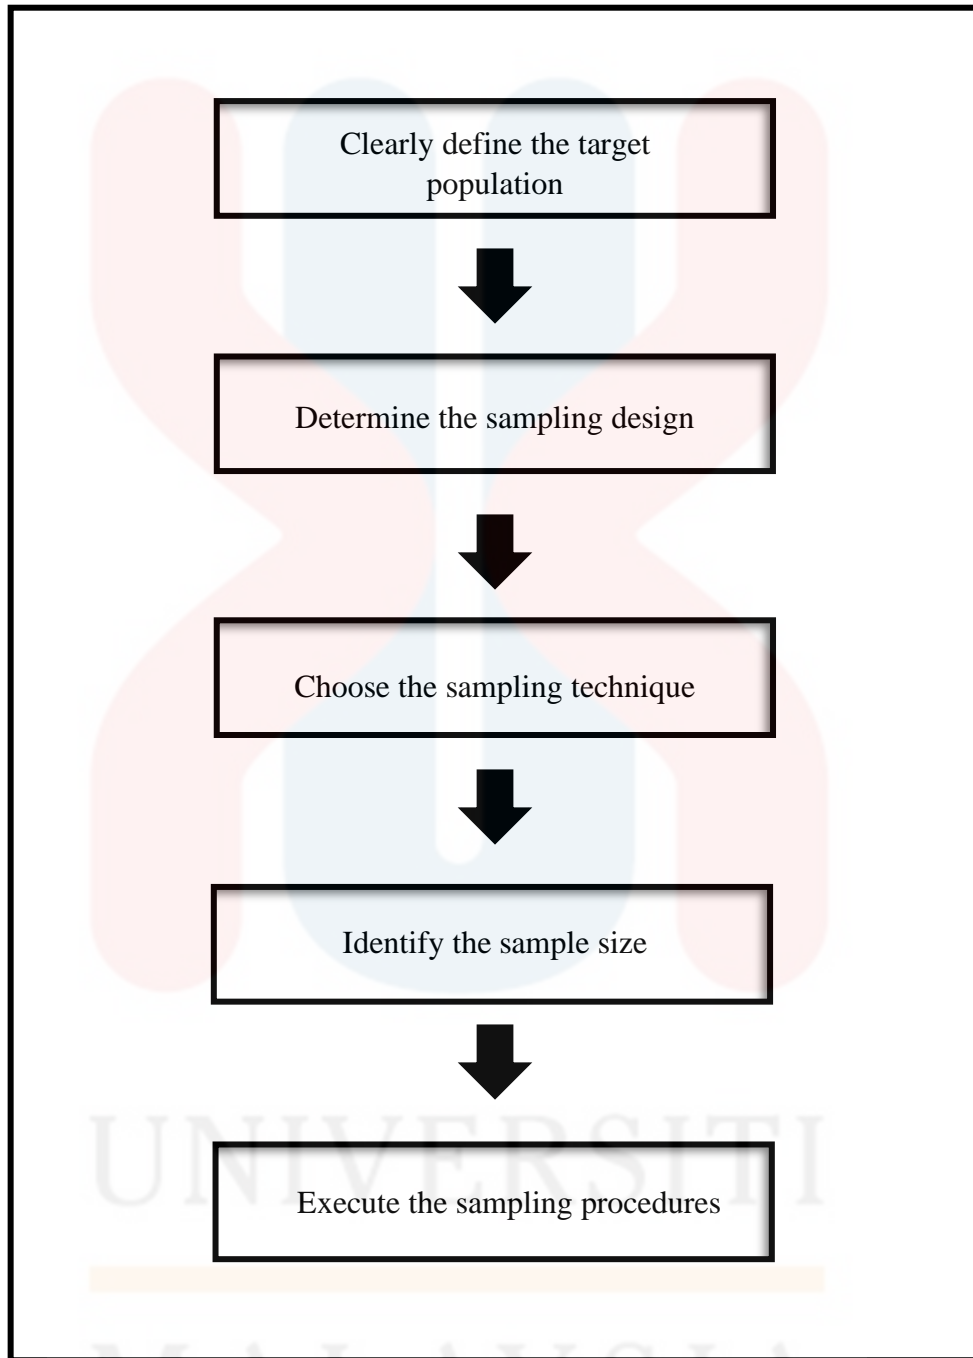 Clearly define the target
population
Determine the sampling design
Choose the sampling technique
Identify the sample size
Execute the sampling procedures
UNIVERSITI
MALAYSIA